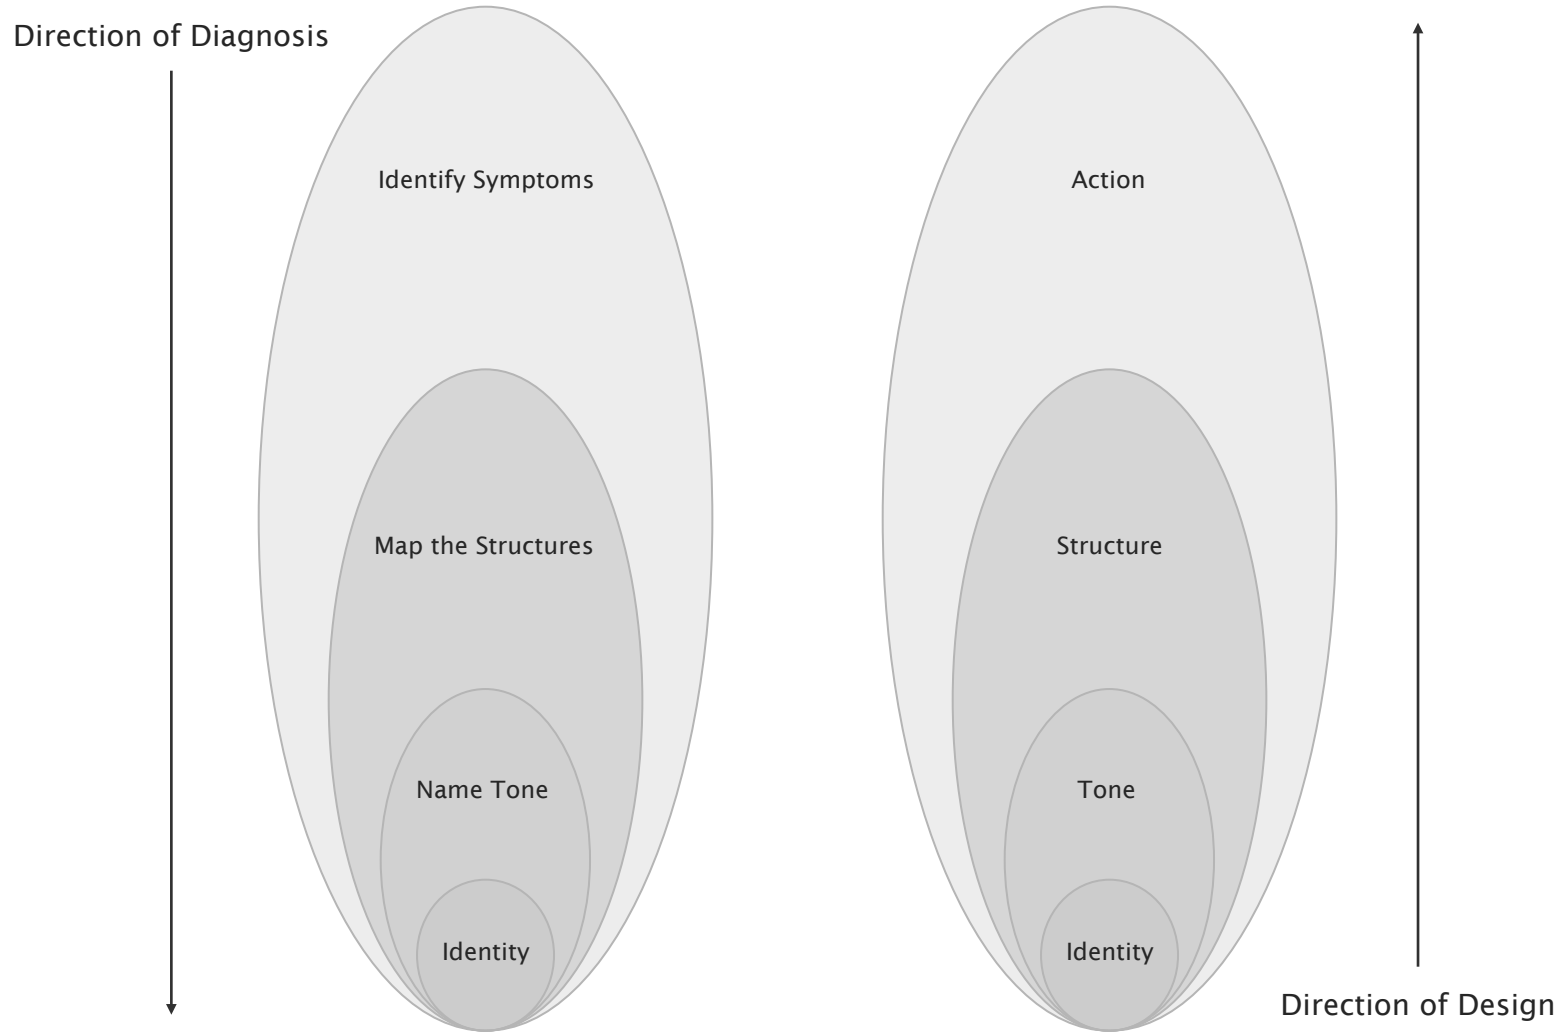 Direction of Diagnosis
Identify Symptoms
Map the Structures
Name Tone
Identity
Action
Structure
Tone
Identity
Direction of Design